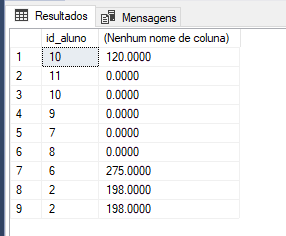 Resultados Mensagens
id_aluno (Nenhum nome de coluna)
1 10 120.0000
2 11 0.0000
3 10 0.0000
4 9 0.0000
5 7 0.0000
6 8 0.0000
7 6 275.0000
8 2 198.0000
9 2 198.0000